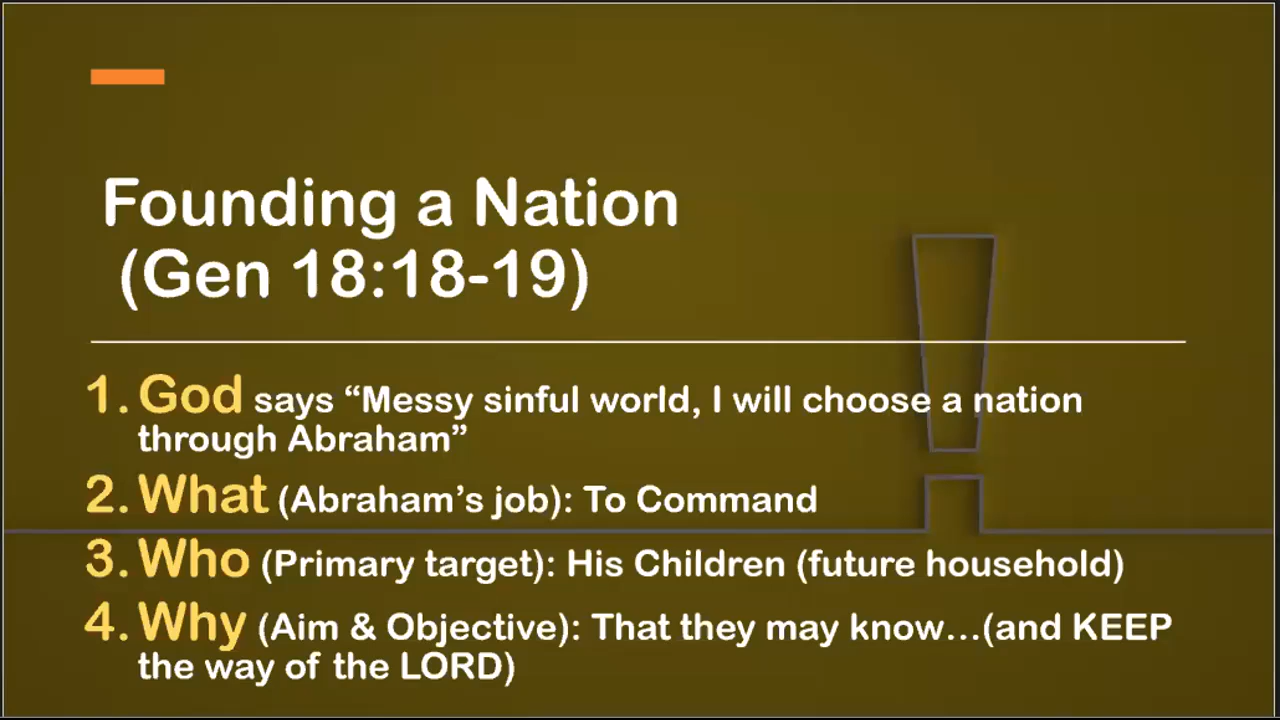 Founding a Nation
(Gen 18:18-19)
1. God says “Messy sinful world, I will choose a nation
through Abraham”
2. What (Abraham’s job): To Command
3. Who (Primary target): His Children (future household)
4. Why (Aim & Objective): That they may know…(and KEEP
the way of the LORD)